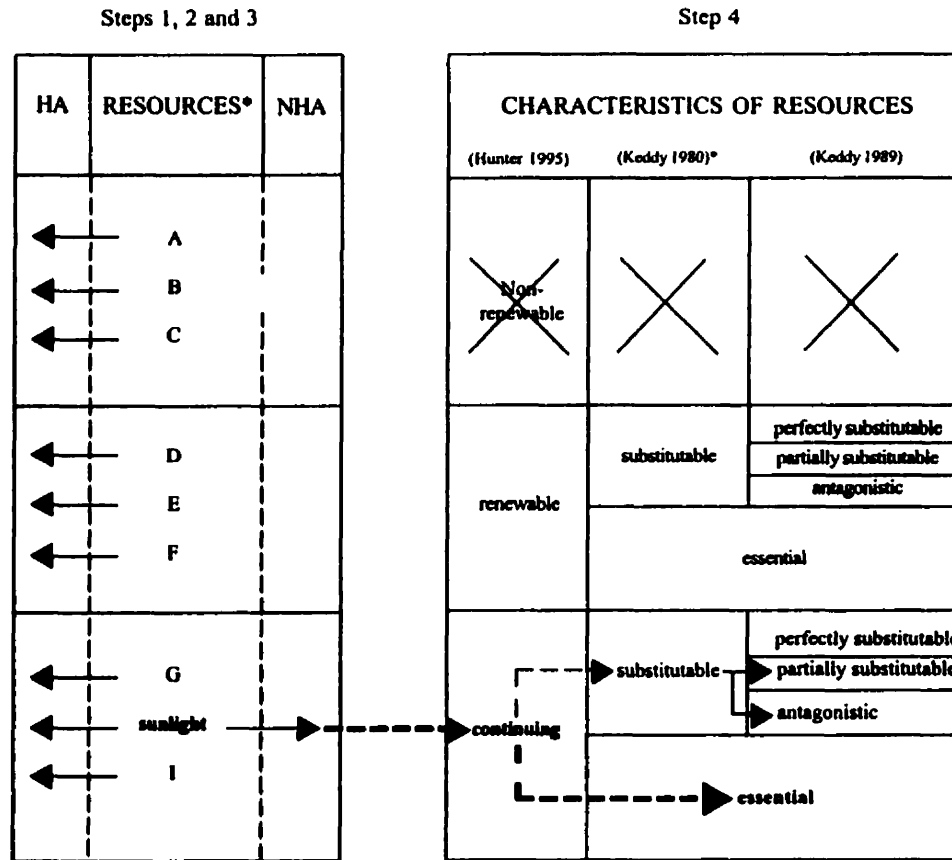 Steps 1, 2 and 3
Step 4
HA RESOURCES* NHA
A
B
C
D
E
F
G
sunlight
I
CHARACTERISTICS OF RESOURCES
(Hunter 1995) (Keddy 1980)* (Keddy 1989)
Non-
renewable
renewable
substitutable
perfectly substitutable
partially substitutable
antagonistic
essential
continuing
substitutable
perfectly substitutable
partially substitutable
antagonistic
essential